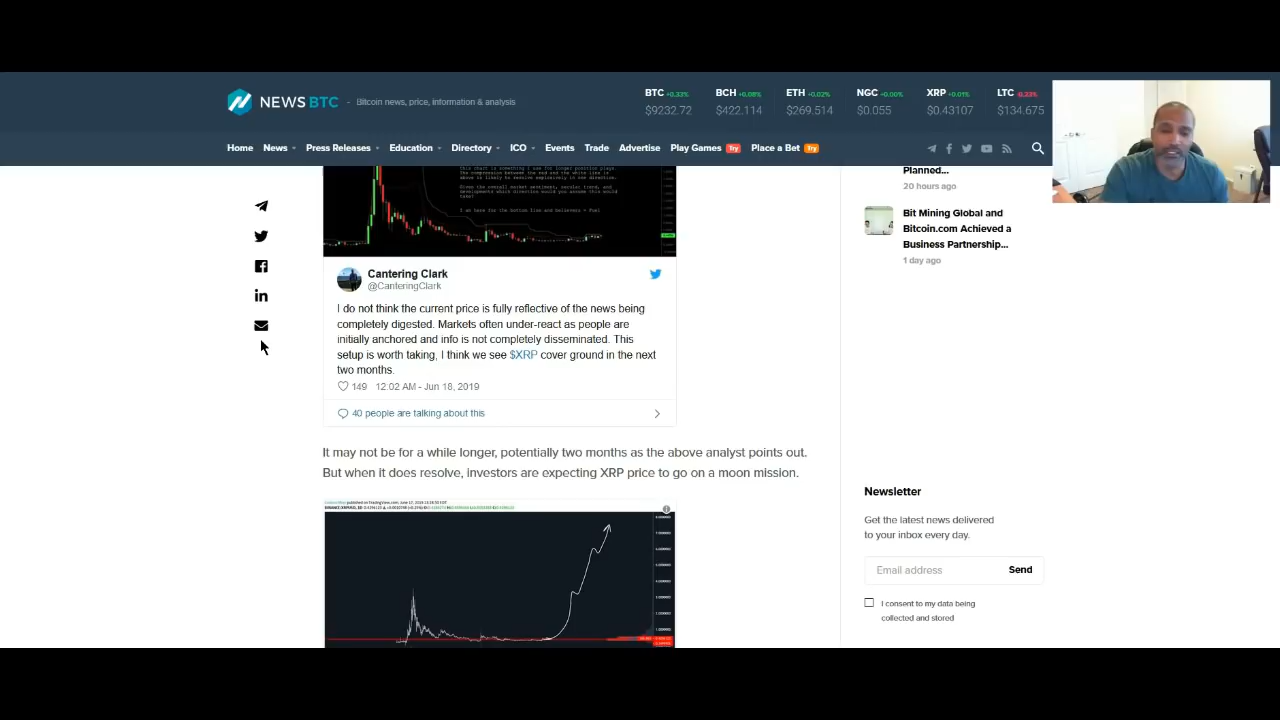 NEWS BTC - Bitcoin news, price, information & analysis
BTC +0.33% BCH +0.08% ETH +0.02% NGC +0.00% XRP +0.01% LTC -0.33%
$9232.72 $422.114 $269.514 $0.055 $0.43107 $134.675
Home News Press Releases Education Directory ICO Events Trade Advertise Play Games Try Place a Bet Try
Planned...
20 hours ago
Bit Mining Global and
Bitcoin.com Achieved a
Business Partnership...
1 day ago
Cantering Clark
@CanteringClark
I do not think the current price is fully reflective of the news being
completely digested. Markets often under-react as people are
initially anchored and info is not completely disseminated. This
setup is worth taking, I think we see $XRP cover ground in the next
two months.
149 12:02 AM - Jun 18, 2019
40 people are talking about this
It may not be for a while longer, potentially two months as the above analyst points out.
But when it does resolve, investors are expecting XRP price to go on a moon mission.
Newsletter
Get the latest news delivered
to your inbox every day.
Email address Send
I consent to my data being
collected and stored